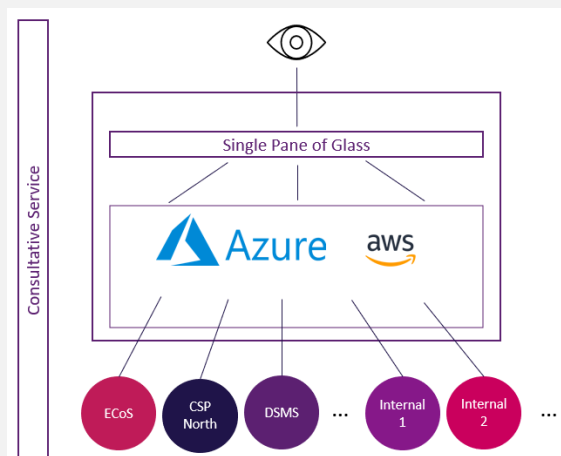 Consultative Service
Single Pane of Glass
Azure
aws
ECoS
CSP
North
DSMS
...
Internal
1
Internal
2
...